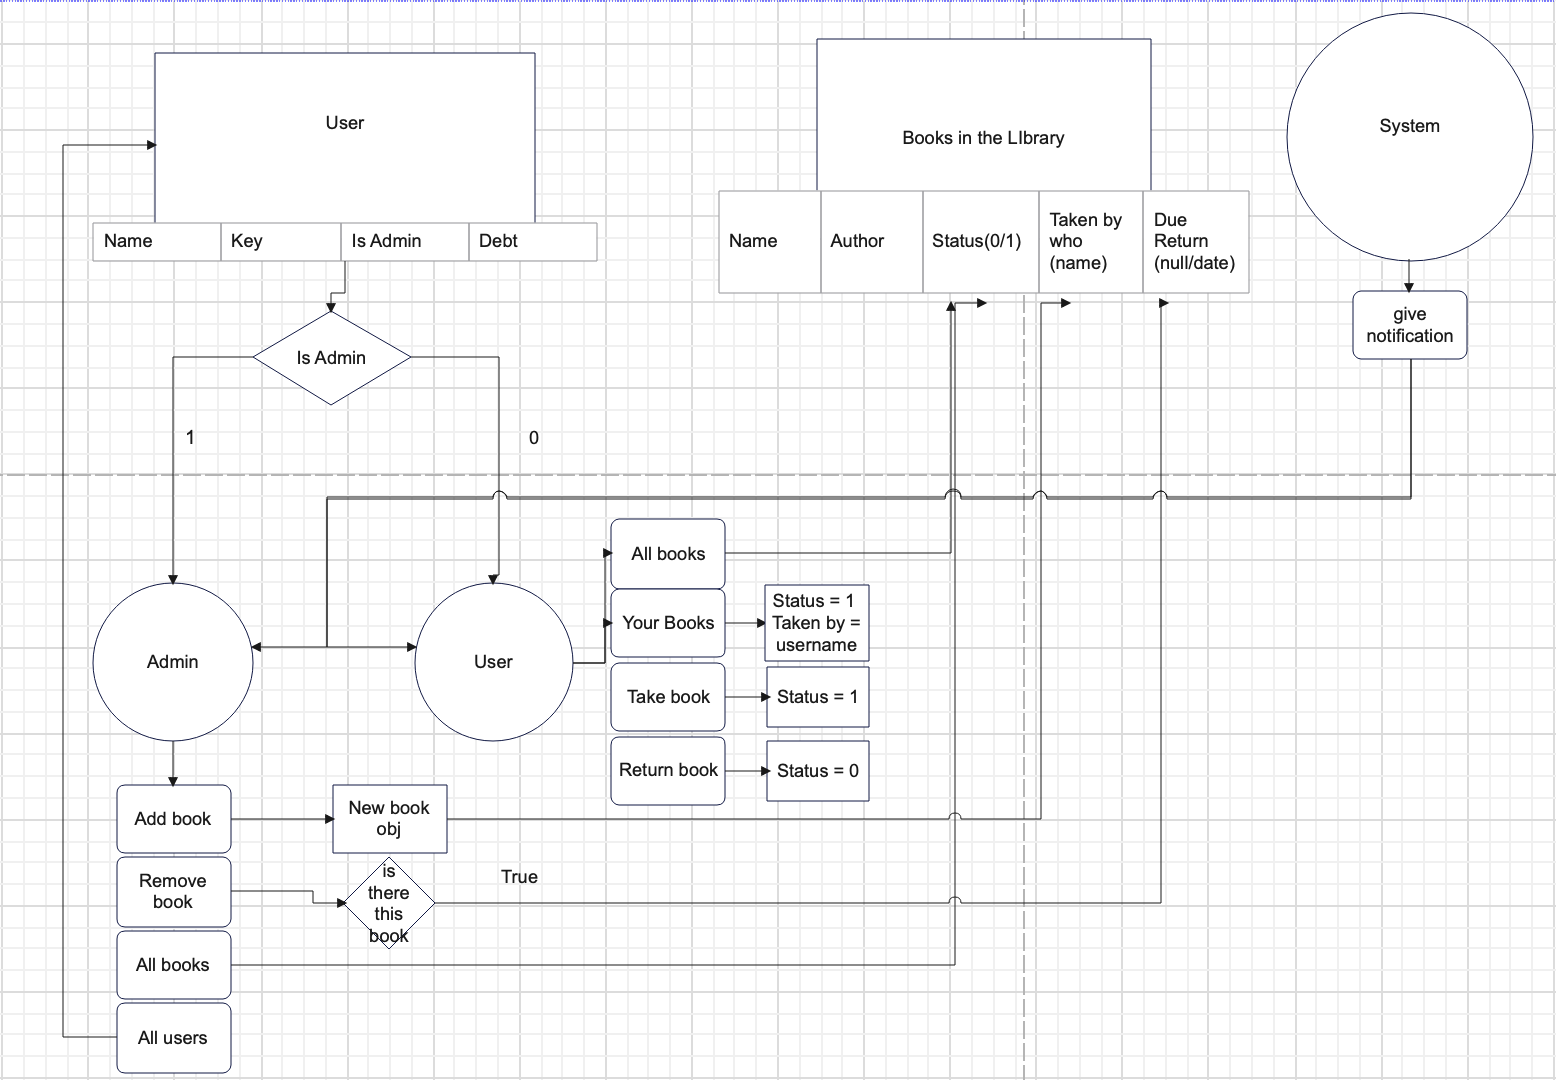 User
Books in the LIbrary
System
Name
Key
Is Admin
Debt
Name
Author
Status(0/1)
Taken by
who
(name)
Due
Return
(null/date)
give
notification
Is Admin
1
0
All books
Your Books
Status = 1
Taken by =
username
Admin
User
Take book
Status = 1
Return book
Status = 0
Add book
New book
obj
Remove
book
is
there
this
book
True
All books
All users